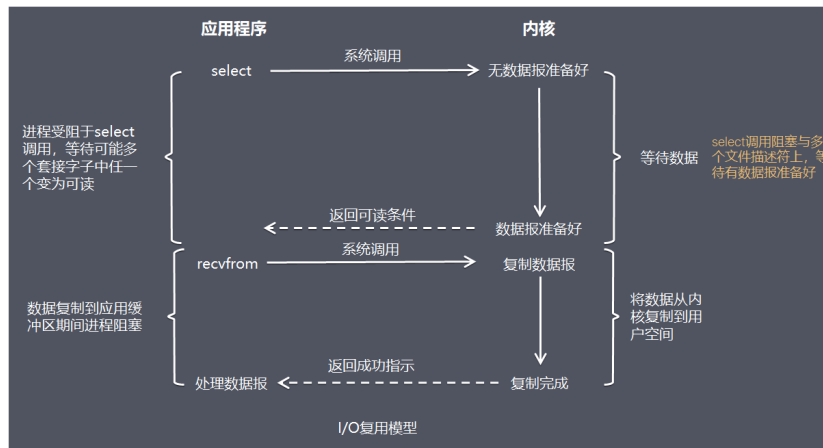 应用程序
内核
系统调用
select
无数据报准备好
进程受阻于select
调用，等待可能多
个套接字子中任一
个变为可读
等待数据
select调用阻塞与多
个文件描述符上，等
待有数据报准备好
返回可读条件
数据报准备好
系统调用
recvfrom
复制数据报
数据复制到应用缓
冲区期间进程阻塞
将数据从内
核复制到用
户空间
返回成功指示
处理数据报
复制完成
I/O复用模型